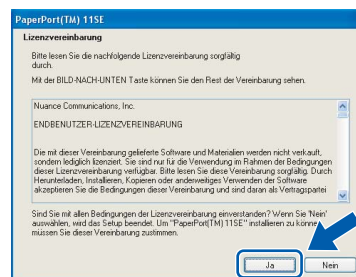 PaperPort(TM) 11SE
Lizenzvereinbarung
Bitte lesen Sie die nachfolgende Lizenzvereinbarung sorgfältig
durch.
Mit der BILD-NACH-UNTEN Taste können Sie den Rest der Vereinbarung sehen.
Nuance Communications, Inc.
ENDBENUTZER-LIZENZVEREINBARUNG
Die mit dieser Vereinbarung gelieferte Software und Materialien werden nicht verkauft,
sondern lediglich lizenziert. Sie sind nur für die Verwendung im Rahmen der Bedingungen
dieser Lizenzvereinbarung verfügbar. Bitte lesen Sie diese Vereinbarung sorgfältig. Durch
Herunterladen, Installieren, Kopieren oder anderweitiges Verwenden der Software
akzeptieren Sie die Bedingungen dieser Vereinbarung und sind daran als Vertragspartei
Sind Sie mit allen Bedingungen der Lizenzvereinbarung einverstanden? Wenn Sie 'Nein'
auswählen, wird das Setup beendet. Um "PaperPort(TM) 11SE" installieren zu könne
müssen Sie dieser Vereinbarung zustimmen.
Ja
Nein